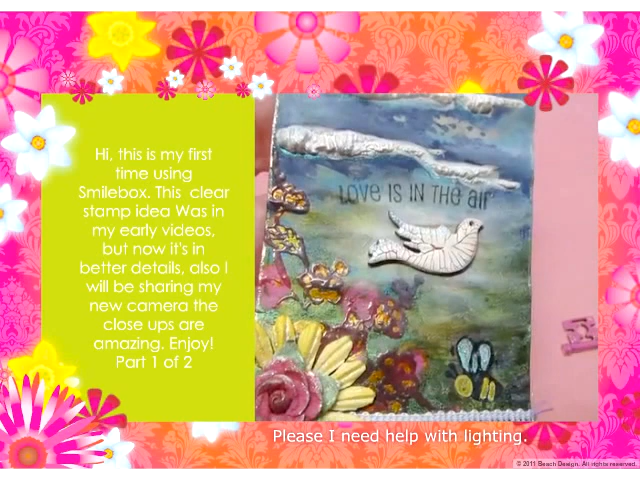 Hi, this is my first
time using
Smilebox. This  clear
stamp idea Was in
my early videos,
but now it's in
better details, also I
will be sharing my
new camera the
close ups are
amazing. Enjoy!
Part 1 of 2
LOVE IS IN THE air
Please I need help with lighting.
© 2011 Beach Design. All rights reserved.